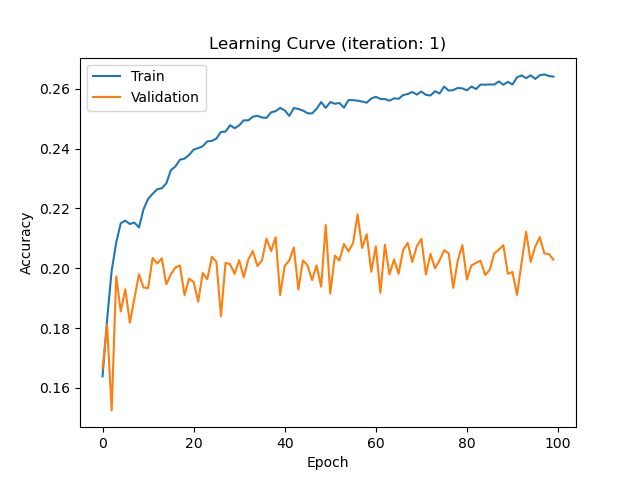 Learning Curve (iteration: 1)
Train
Validation
0.26
0.24
0.22
0.20
0.18
0.16
Accuracy
0 20 40 60 80 100
Epoch